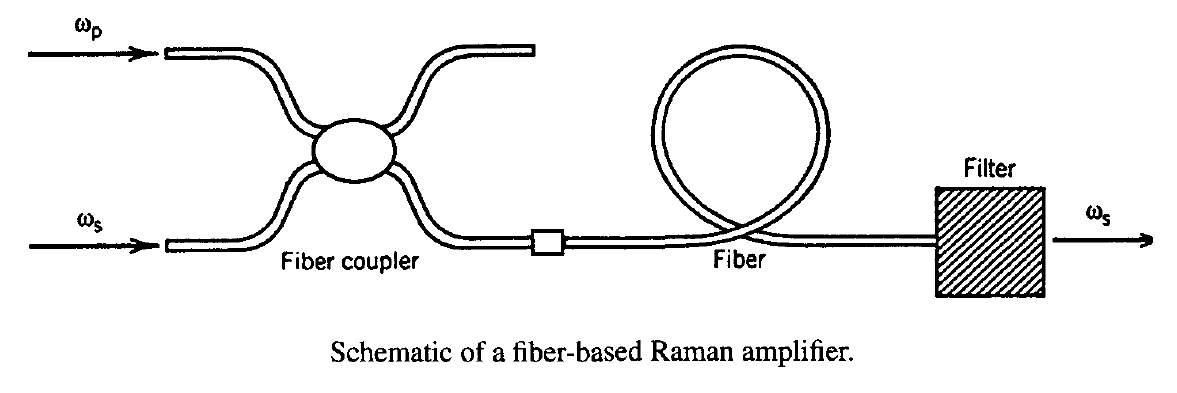 ωp
ωs
Fiber coupler
Fiber
Filter
ωs
Schematic of a fiber-based Raman amplifier.